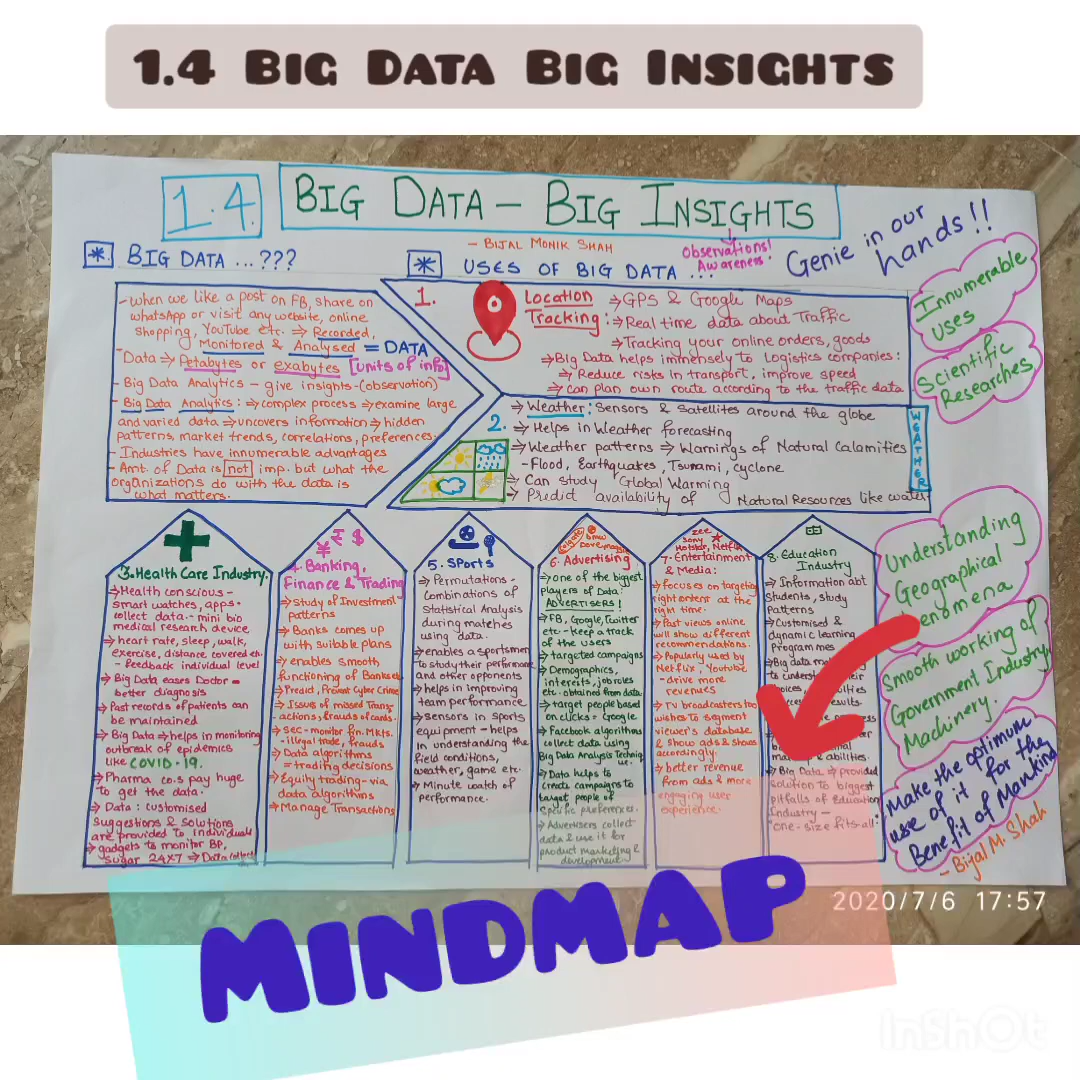 1.4 BIG DATA BIG INSIGHTS
1.4.
BIG DATA – BIG INSIGHTS
- BIJAL MONIK SHAH
Observations!
Awareness!
Genie in our
hands!!
* BIG DATA ...???
- When we like a post on FB, share on
WhatsApp or visit any website, online
shopping, YouTube etc. ⇒ Recorded,
Monitored & Analysed = DATA
- Data ⇒ Petabytes or exabytes [units of info]
- Big Data Analytics - give insights-(observation)
- Big Data Analytics: ⇒ complex process ⇒ examine large
and varied data ⇒ uncovers information ⇒ hidden
patterns, market trends, correlations, preferences.
- Industries have innumerable advantages
- Amt. of Data is not imp. but what the
organizations do with the data is
what matters.
* USES OF BIG DATA ...
1.
Location
Tracking:
⇒ GPS & Google Maps
⇒ Real time data about Traffic
⇒ Tracking your online orders, goods
⇒ Big Data helps immensely to Logistics companies:
⇒ Reduce risks in transport, improve speed
⇒ can plan own route according to the traffic data
2.
⇒ Weather: Sensors & Satellites around the globe
⇒ Helps in Weather forecasting
⇒ Weather patterns ⇒ Warnings of Natural Calamities
- Flood, Earthquakes, Tsunami, cyclone
⇒ Can study Global Warming
⇒ Predict availability of Natural Resources like water
WEATHER
3. Health Care Industry.
⇒ Health conscious -
smart watches, apps -
collect data - mini bio
medical research device
⇒ heart rate, sleep, walk,
exercise, distance covered etc.
- feedback individual level
⇒ Big Data eases Doctor -
better diagnosis
⇒ Past records of patients can
be maintained
⇒ Big Data ⇒ helps in monitoring
outbreak of epidemics
like COVID-19.
⇒ Pharma co.s pay huge
to get the data.
⇒ Data: customised
suggestions & solutions
are provided to individuals
⇒ gadgets to monitor BP,
sugar 24x7 ⇒ Data collect
¥ ₹ $
4. Banking,
Finance & Trading
⇒ Study of Investment
patterns
⇒ Banks comes up
with suitable plans
⇒ enables smooth
functioning of Banks
⇒ Predict, Prevent Cyber Crime
⇒ Issues of missed Trans-
actions, frauds of cards.
⇒ Sec - monitor fin. Mkts.
- illegal trade, frauds
⇒ Data algorithms
= trading decisions
⇒ Equity trading - via
data algorithms
⇒ Manage Transactions
5. SPorts
⇒ Permutations -
Combinations of
Statistical Analysis
during matches
using data.
⇒ enables a sportsmen
to study their performance
and other opponents
⇒ helps in improving
team performance
⇒ sensors in sports
equipment - helps
in understanding the
field conditions,
weather, game etc.
⇒ Minute watch of
performance.
Colgate
BMW
6. Advertising
⇒ one of the biggest
players of Data:
ADVERTISERS!
⇒ FB, Google, Twitter
etc - keep a track
of the users
⇒ targeted campaigns
⇒ Demographics,
interests, job roles
etc. obtained from data
⇒ target people based
on clicks = Google
⇒ Facebook algorithms
collect data using
Big Data Analysis Technique.
⇒ Data helps to
create campaigns to
target people of
specific preferences.
⇒ Advertisers collect
data & use it for
product marketing &
development
zee
Sony
Hotstar, Netflix
7. Entertainment
& Media:
⇒ focuses on targeting
right content at the
right time.
⇒ Past views online
will show different
recommendations.
⇒ Popularly used by
Netflix, Youtube
- drive more
revenues
⇒ TV broadcasters too
wishes to segment
viewer's database
& Show ads & shows
accordingly.
⇒ better revenue
from ads & more
engaging user
experience.
8. Education
Industry
⇒ Information abt
Students, study
Patterns
⇒ Customised &
dynamic learning
Programmes
⇒ Big data
to
results.
& abilities.
⇒ Big Data ⇒ provided
solution to biggest
pitfalls of Education
Industry -
"one-size fits-all"
Innumerable
uses
Scientific
Researches
Understanding
Geographical
Smooth working of
Government Industry
Machinery.
Make the optimum
use of it for the
Benefit of Mankind
- Bijal M. Shah
2020/7/6 17:57
MINDMAP
InShOt